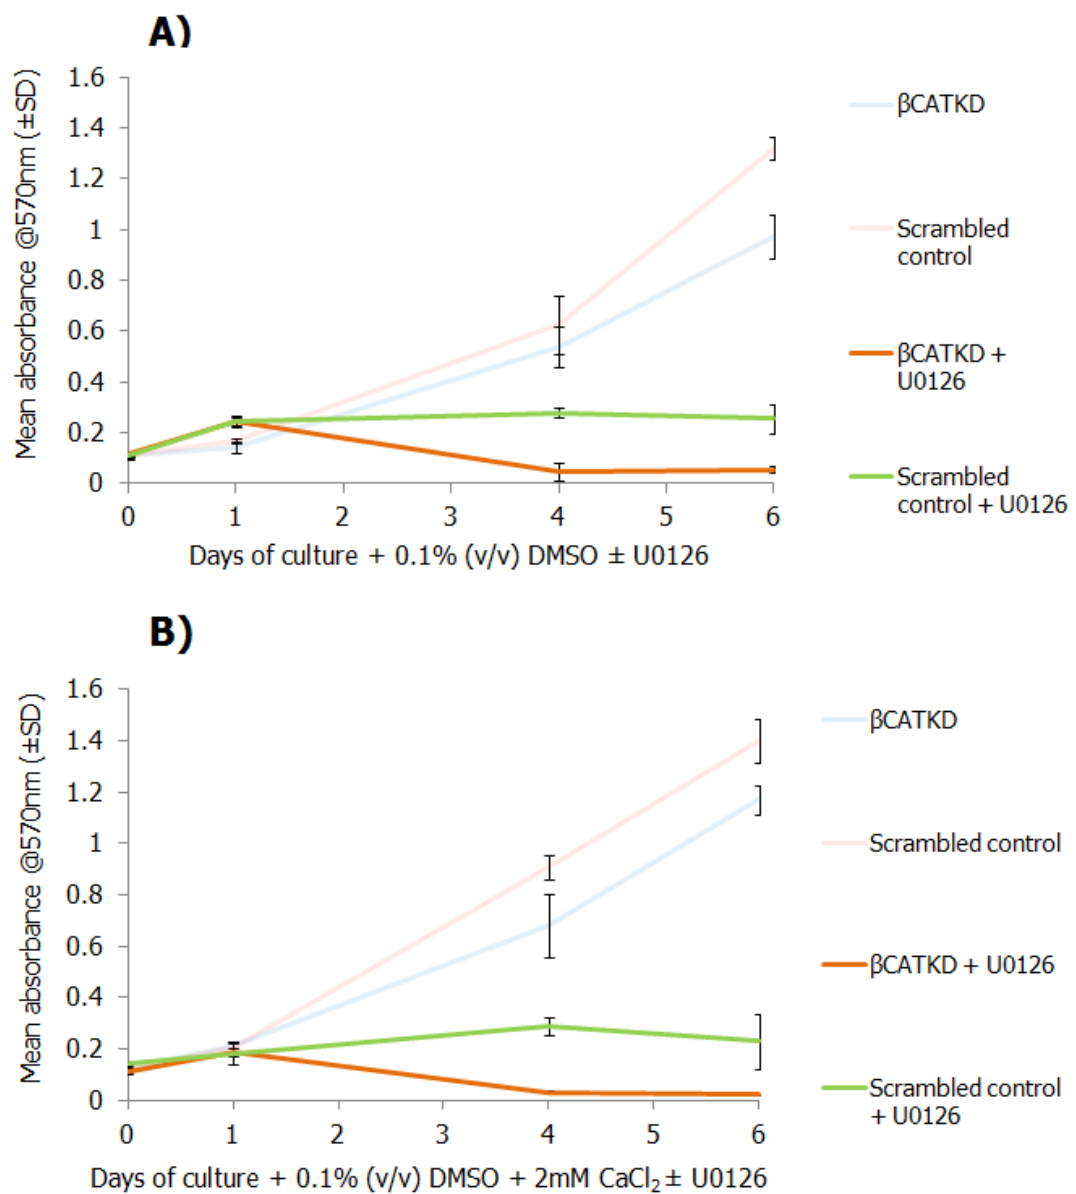 A)
Mean absorbance @570nm (±SD)
1.6
1.4
1.2
1
0.8
0.6
0.4
0.2
0
0 1 2 3 4 5 6
Days of culture + 0.1% (v/v) DMSO ± U0126
βCATKD
Scrambled
control
βCATKD +
U0126
Scrambled
control + U0126
B)
Mean absorbance @570nm (±SD)
1.6
1.4
1.2
1
0.8
0.6
0.4
0.2
0
0 1 2 3 4 5 6
Days of culture + 0.1% (v/v) DMSO + 2mM CaCl₂ ± U0126
βCATKD
Scrambled control
βCATKD + U0126
Scrambled control
+ U0126